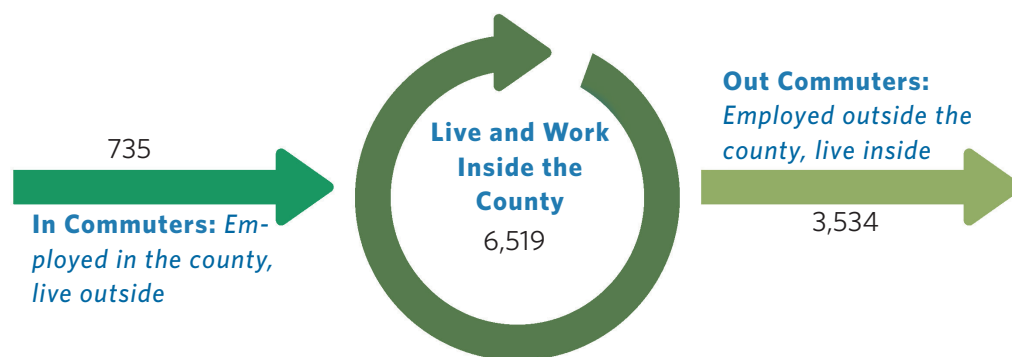 735
In Commuters: Em-
ployed in the county,
live outside
Live and Work
Inside the
County
6,519
Out Commuters:
Employed outside the
county, live inside
3,534